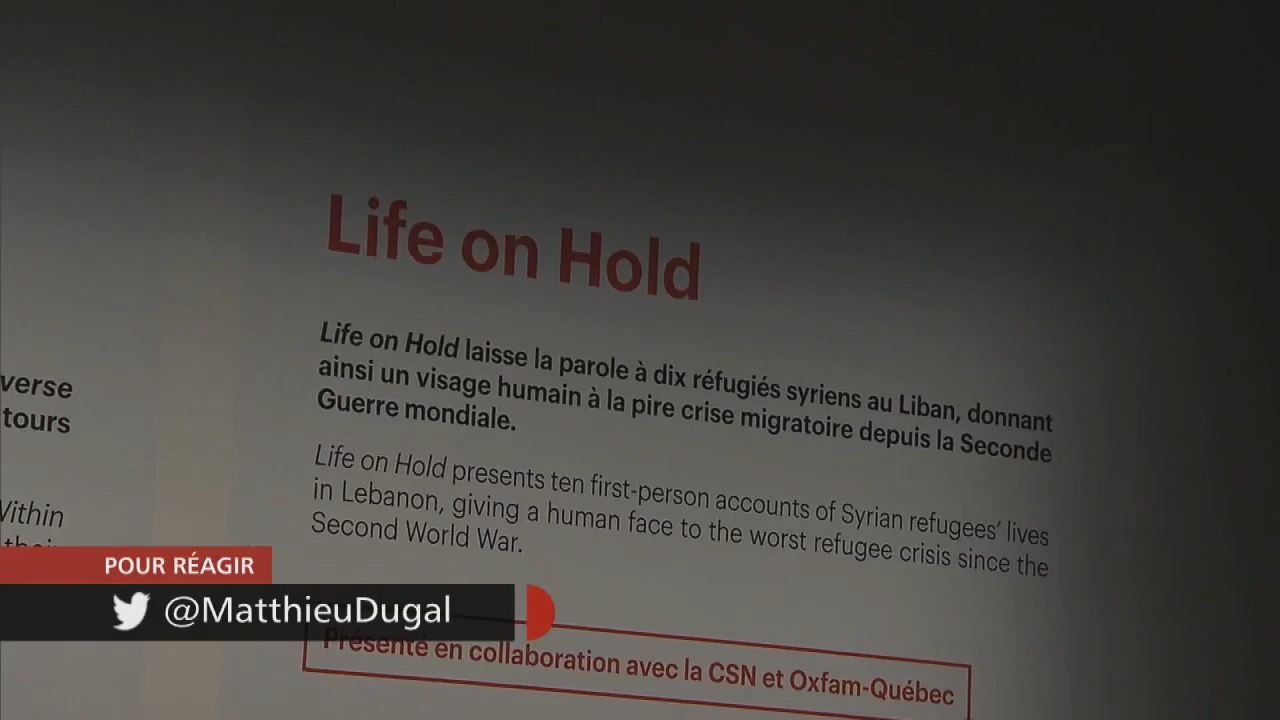 Life on Hold
Life on Hold laisse la parole à dix réfugiés syriens au Liban, donnant
ainsi un visage humain à la pire crise migratoire depuis la Seconde
Guerre mondiale.
Life on Hold presents ten first-person accounts of Syrian refugees’ lives
in Lebanon, giving a human face to the worst refugee crisis since the
Second World War.
Présenté en collaboration avec la CSN et Oxfam-Québec
verse
tours
Within
POUR RÉAGIR
@MatthieuDugal